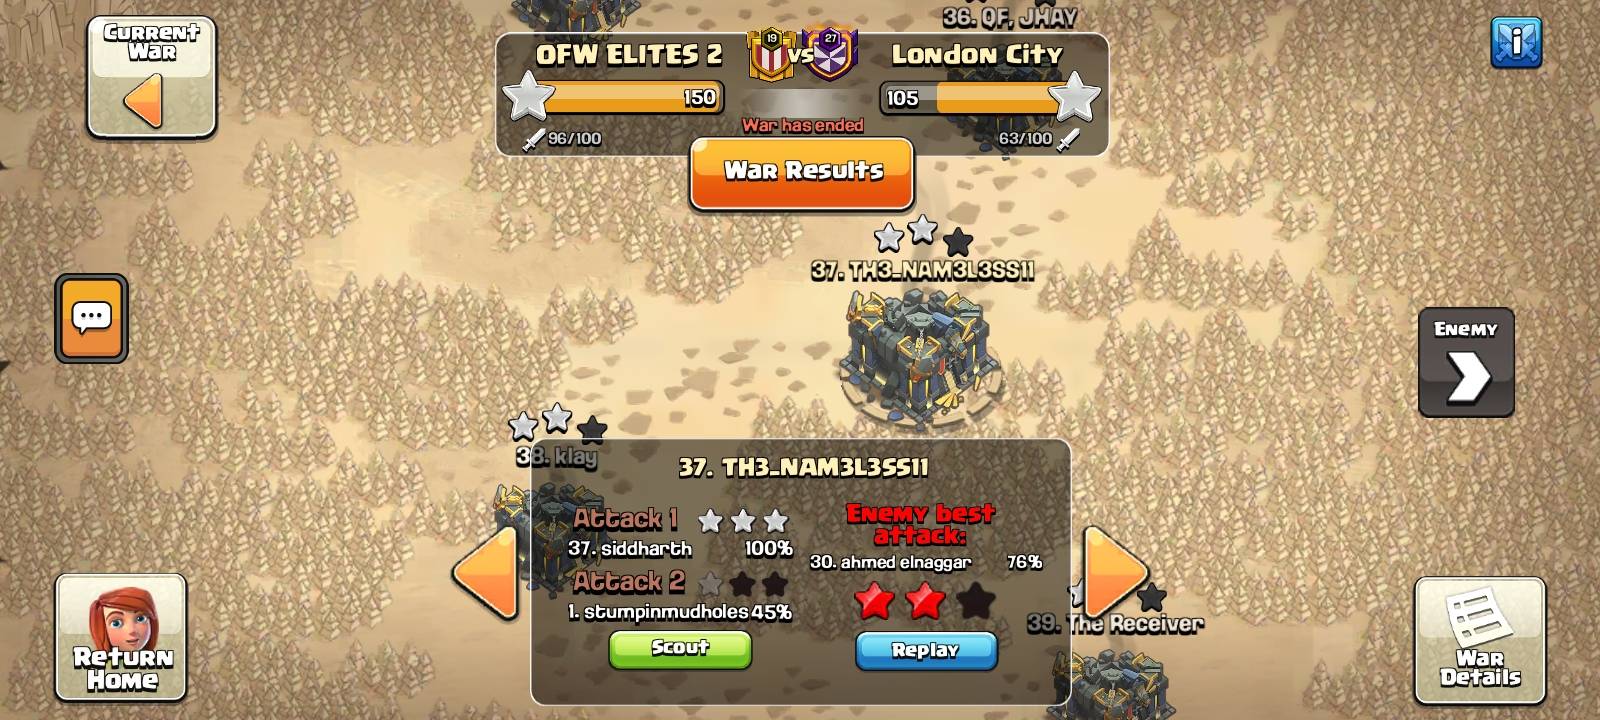 Current
War
36. QF, JHAY
OFW ELITES 2
19
vs
27
London City
150
105
96/100
War has ended
63/100
War Results
37. TH3_NAM3L3SS11
Enemy
38. klay
37. TH3_NAM3L3SS11
Attack 1
37. siddharth 100%
Attack 2
1. stumpinmudholes 45%
Scout
Enemy best
attack:
30. ahmed elnaggar 76%
Replay
39. The Receiver
Return
Home
War
Details